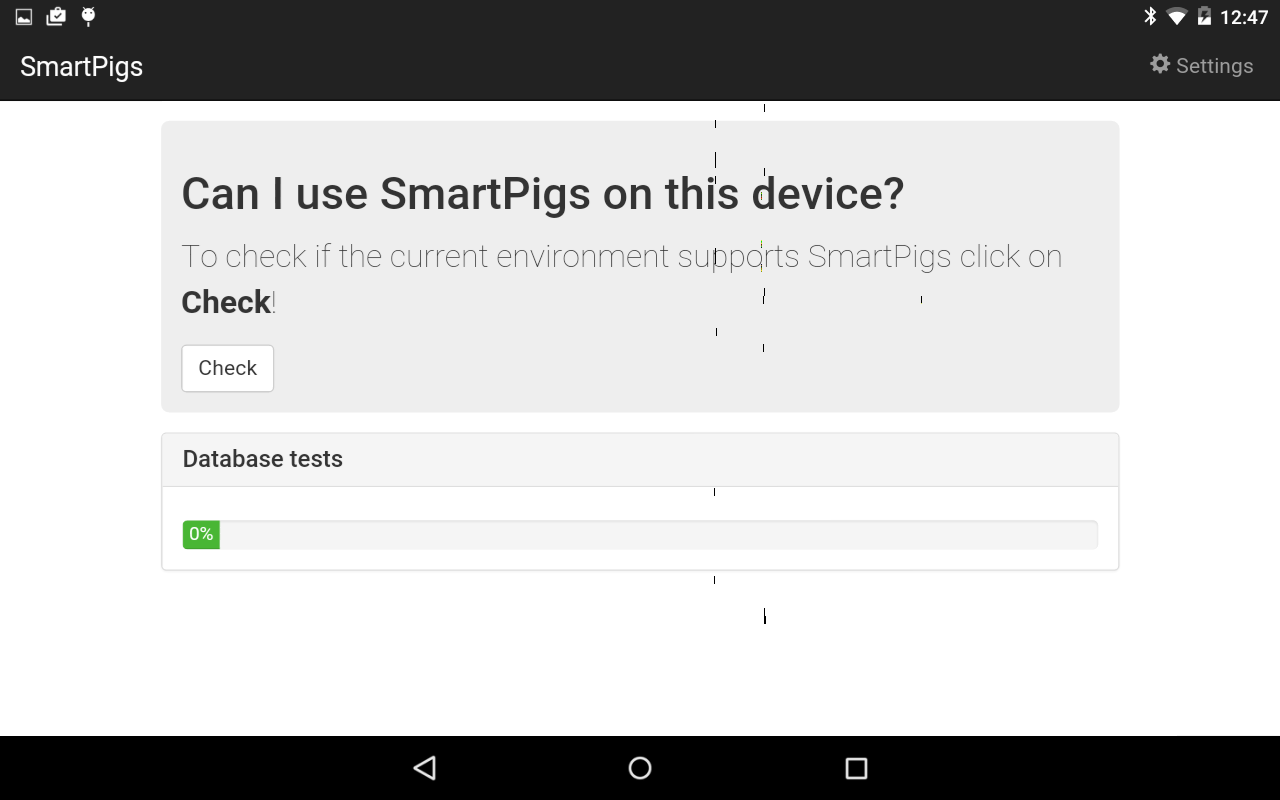 12:47
SmartPigs
Settings
Can I use SmartPigs on this device?
To check if the current environment supports SmartPigs click on
Check!
Check
Database tests
0%